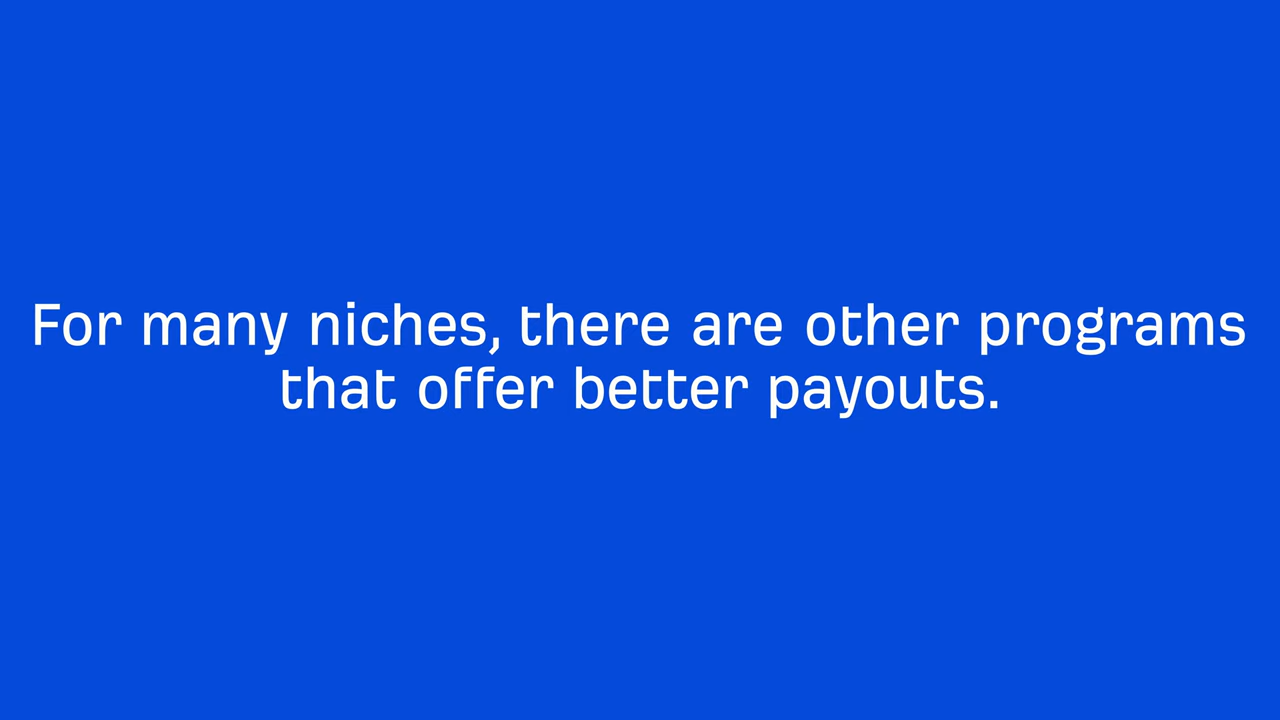 For many niches, there are other programs
that offer better payouts.